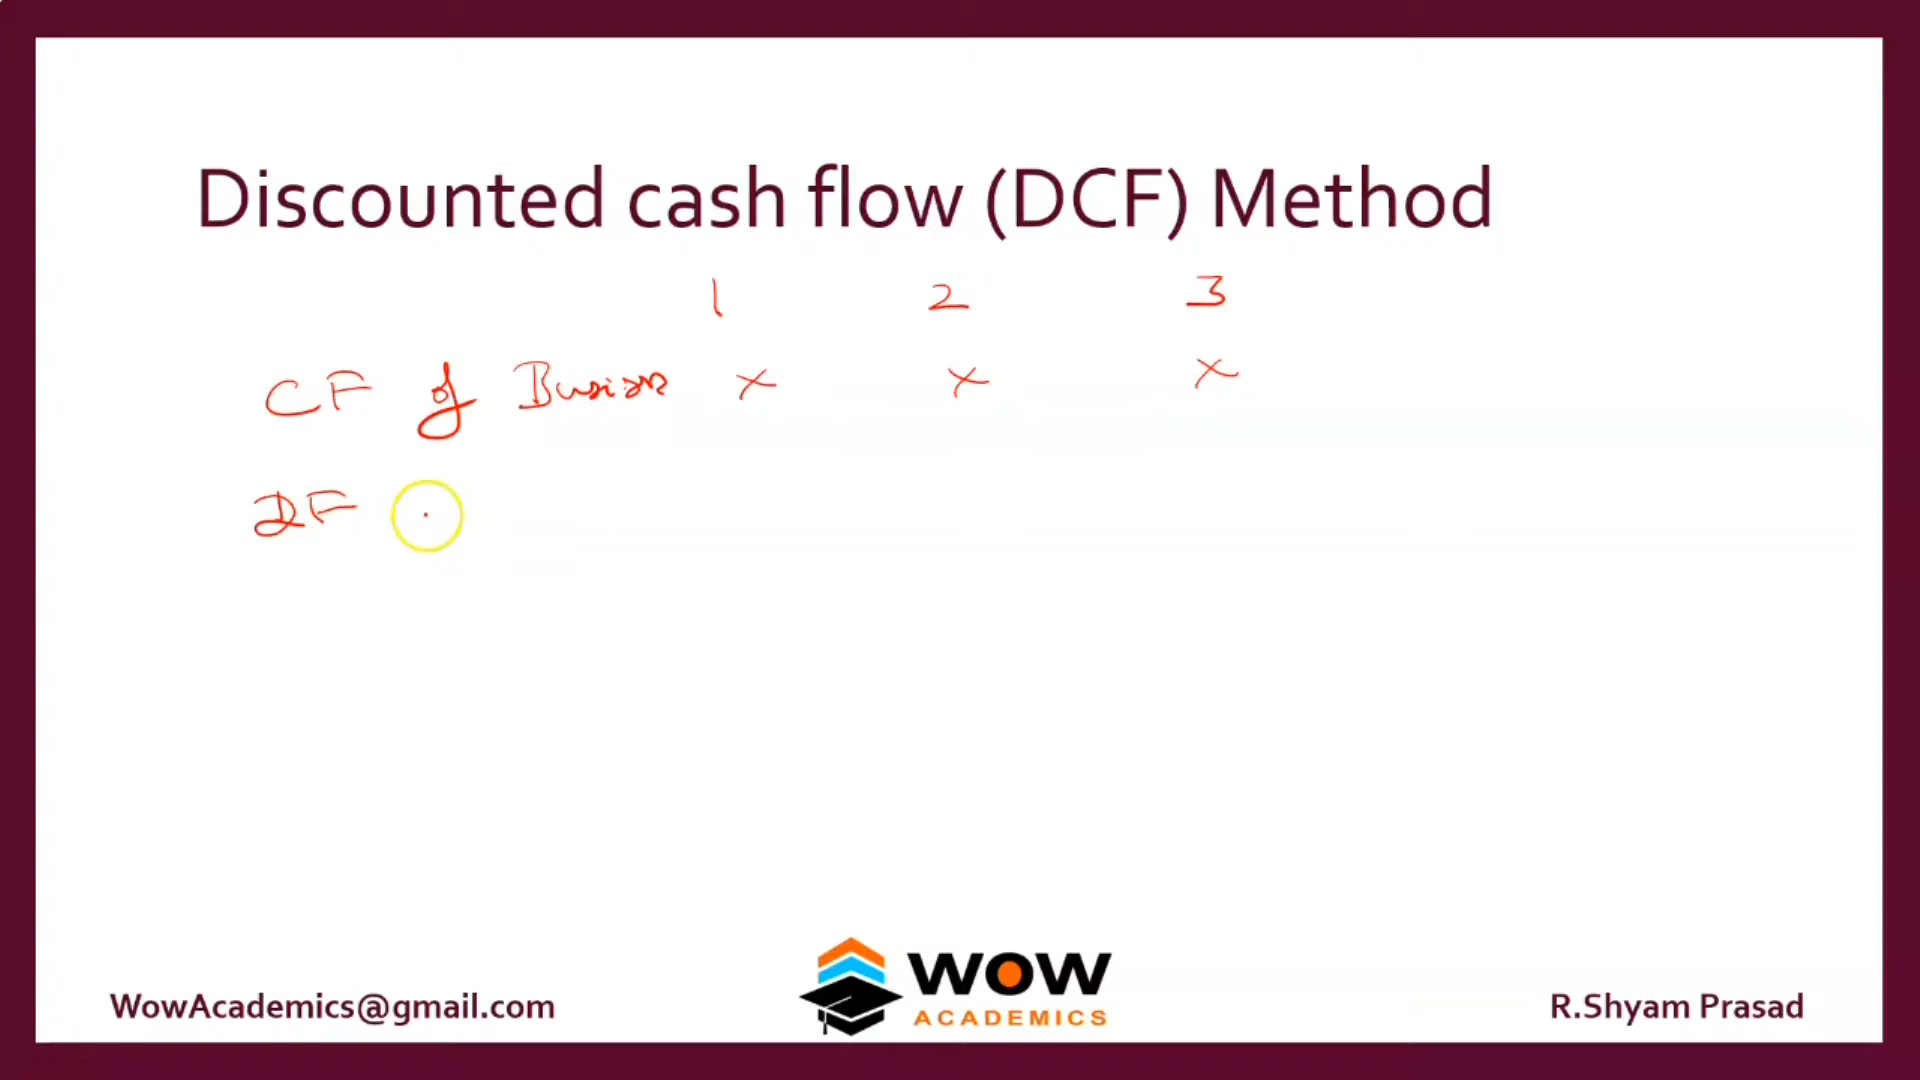 Discounted cash flow (DCF) Method
1 2 3
CF of Business x x x
DF
WowAcademics@gmail.com
WOW
ACADEMICS
R.Shyam Prasad